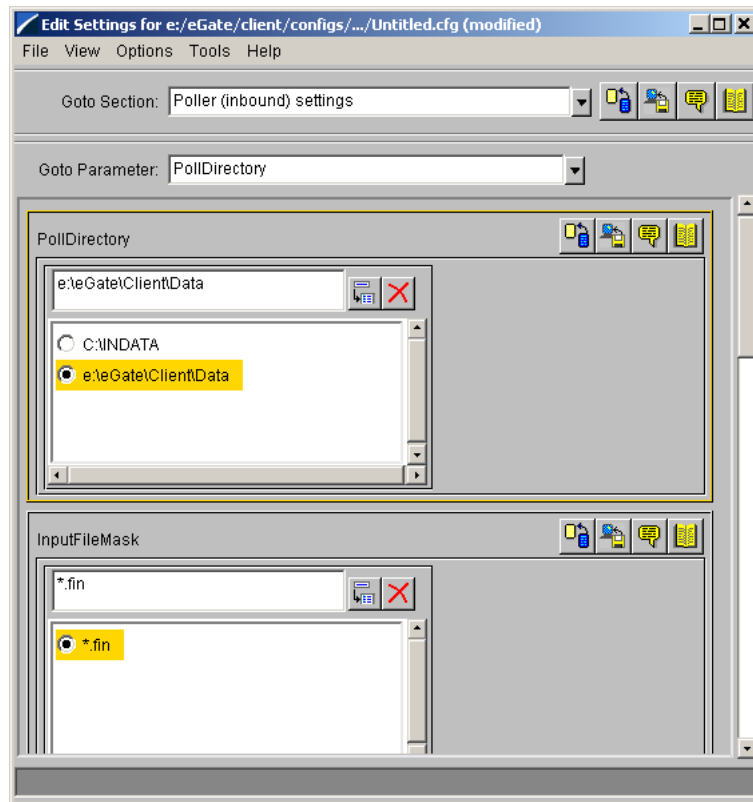 Edit Settings for e:/eGate/client/configs/.../Untitled.cfg (modified)
File View Options Tools Help
Goto Section: Poller (inbound) settings
Goto Parameter: PollDirectory
PollDirectory
e:\eGate\Client\Data
C:\INDATA
e:\eGate\Client\Data
InputFileMask
*.fin
*.fin